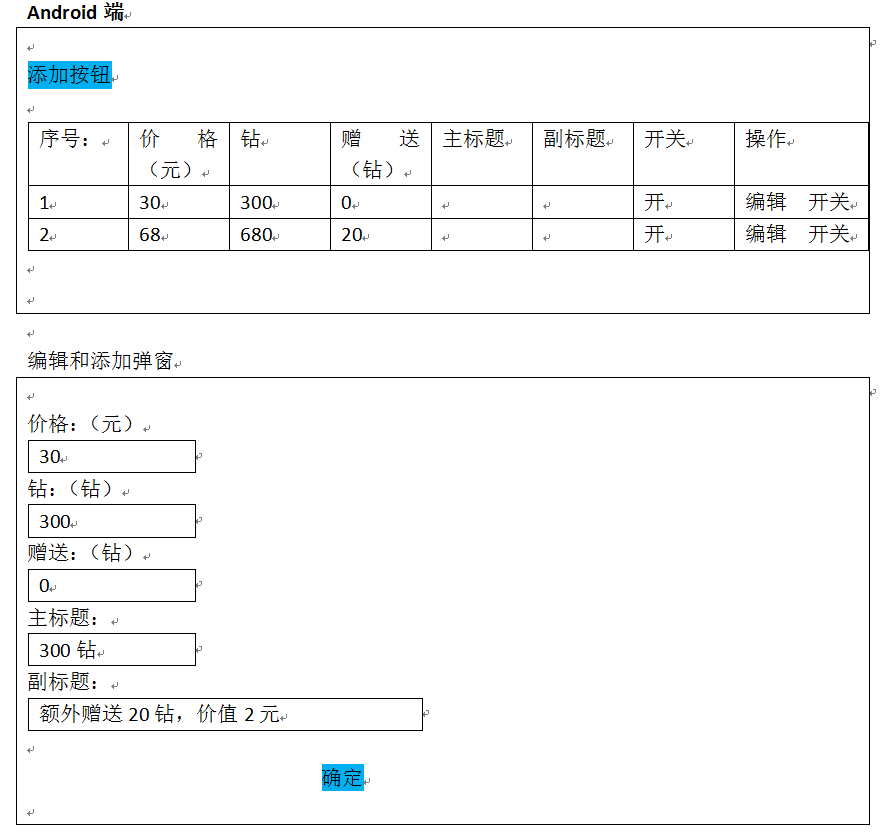 Android 端
添加按钮
序号： 价 格（元） 钻 赠 送（钻） 主标题 副标题 开关 操作
1 30 300 0 开 编辑 开关
2 68 680 20 开 编辑 开关
编辑和添加弹窗
价格：（元）
30
钻：（钻）
300
赠送：（钻）
0
主标题：
300 钻
副标题：
额外赠送 20 钻，价值 2 元
确定